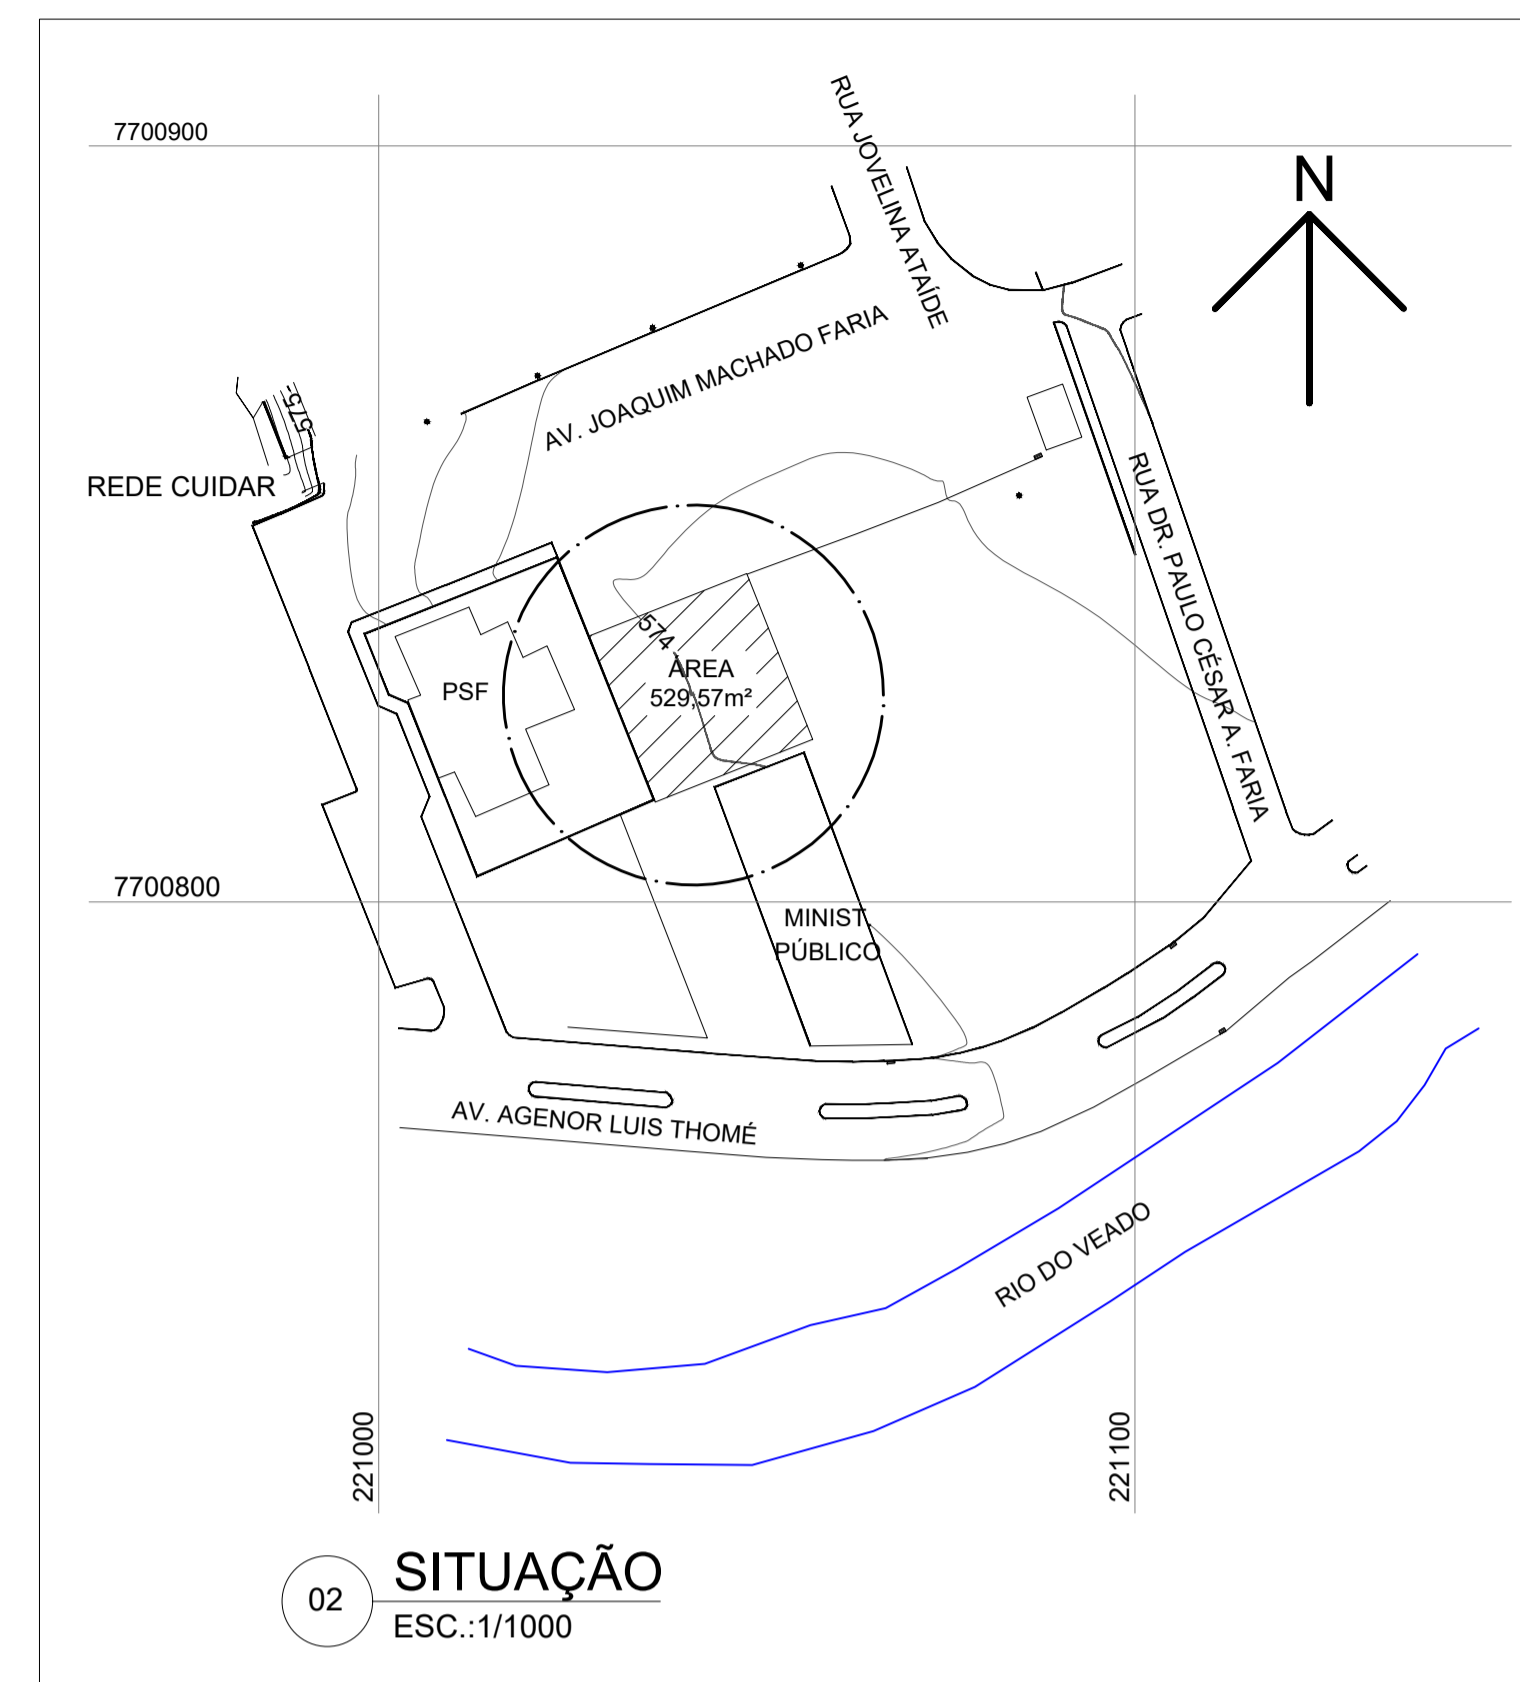 7700900
RUA JOVELINA ATAÍDE
N
AV. JOAQUIM MACHADO FARIA
575
REDE CUIDAR
RUA DR. PAULO CÉSAR A. FARIA
574
ÁREA
529,57m²
PSF
7700800
MINIST.
PÚBLICO
AV. AGENOR LUIS THOMÉ
RIO DO VEADO
221000
221100
02
SITUAÇÃO
ESC.:1/1000